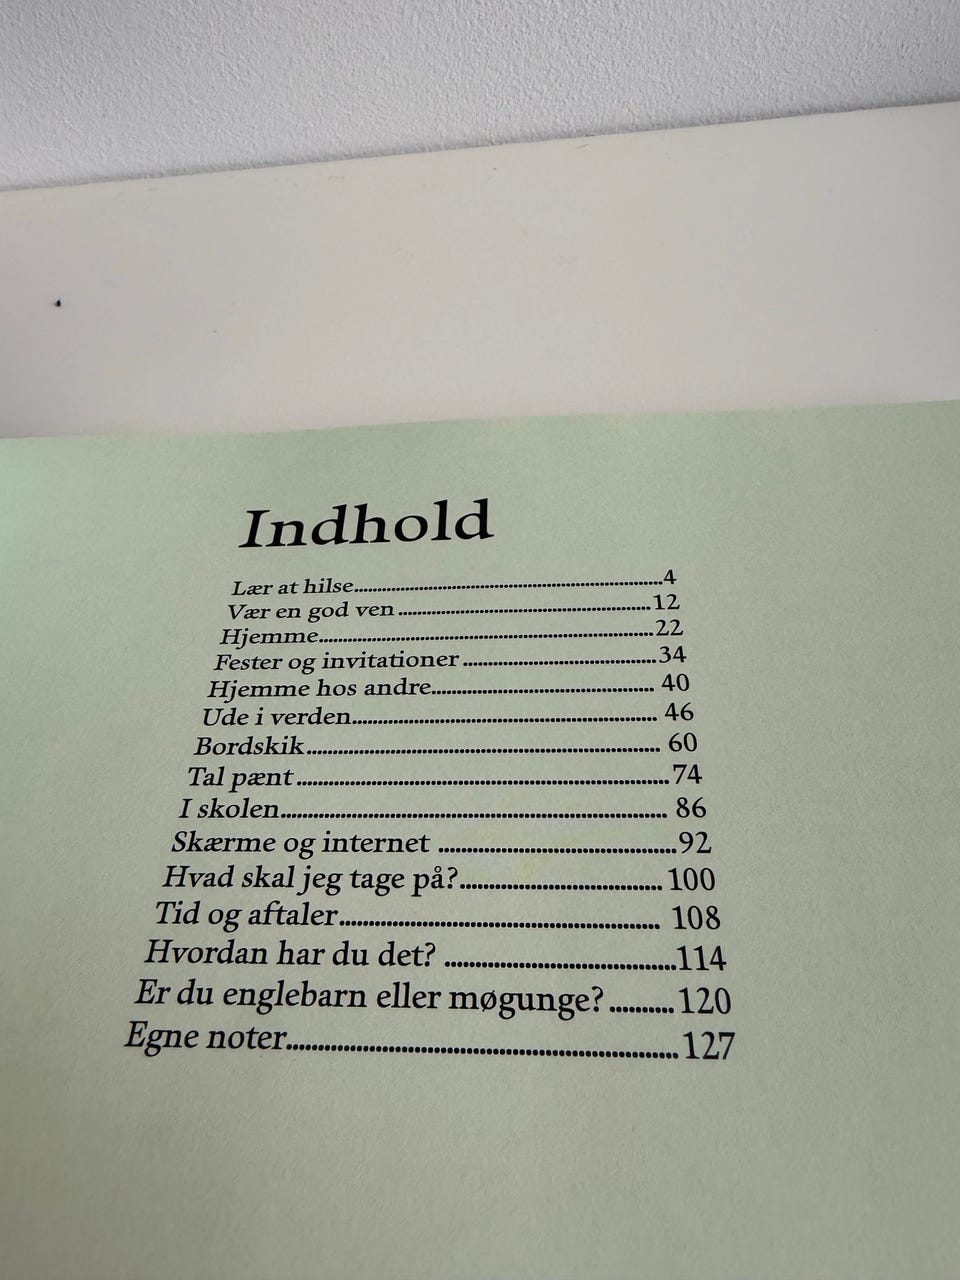 Indhold
Lær at hilse..........4
Vær en god ven..........12
Hjemme..........22
Fester og invitationer..........34
Hjemme hos andre..........40
Ude i verden..........46
Bordskik..........60
Tal pænt..........74
I skolen..........86
Skærme og internet..........92
Hvad skal jeg tage på?..........100
Tid og aftaler..........108
Hvordan har du det?..........114
Er du englebarn eller møgunge?..........120
Egne noter..........127